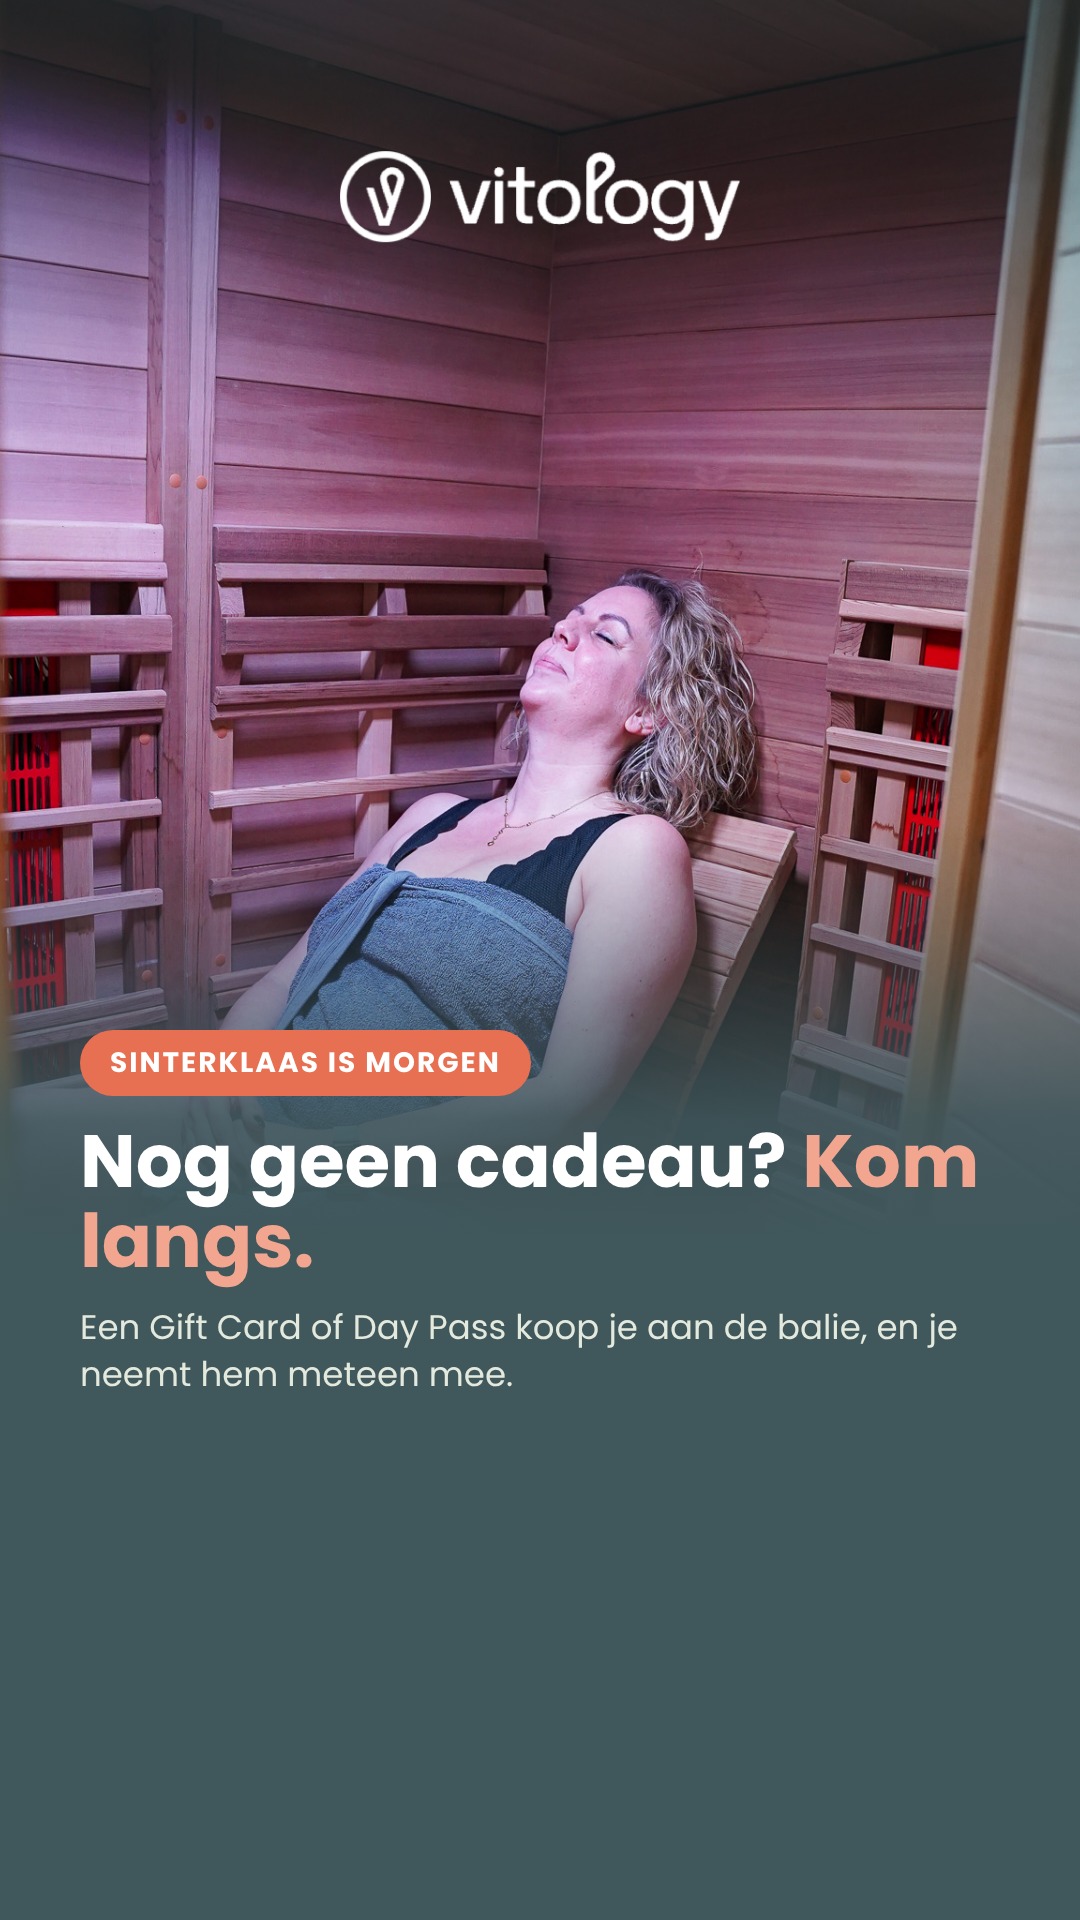 vitology
SINTERKLAAS IS MORGEN
Nog geen cadeau? Kom
langs.
Een Gift Card of Day Pass koop je aan de balie, en je
neemt hem meteen mee.